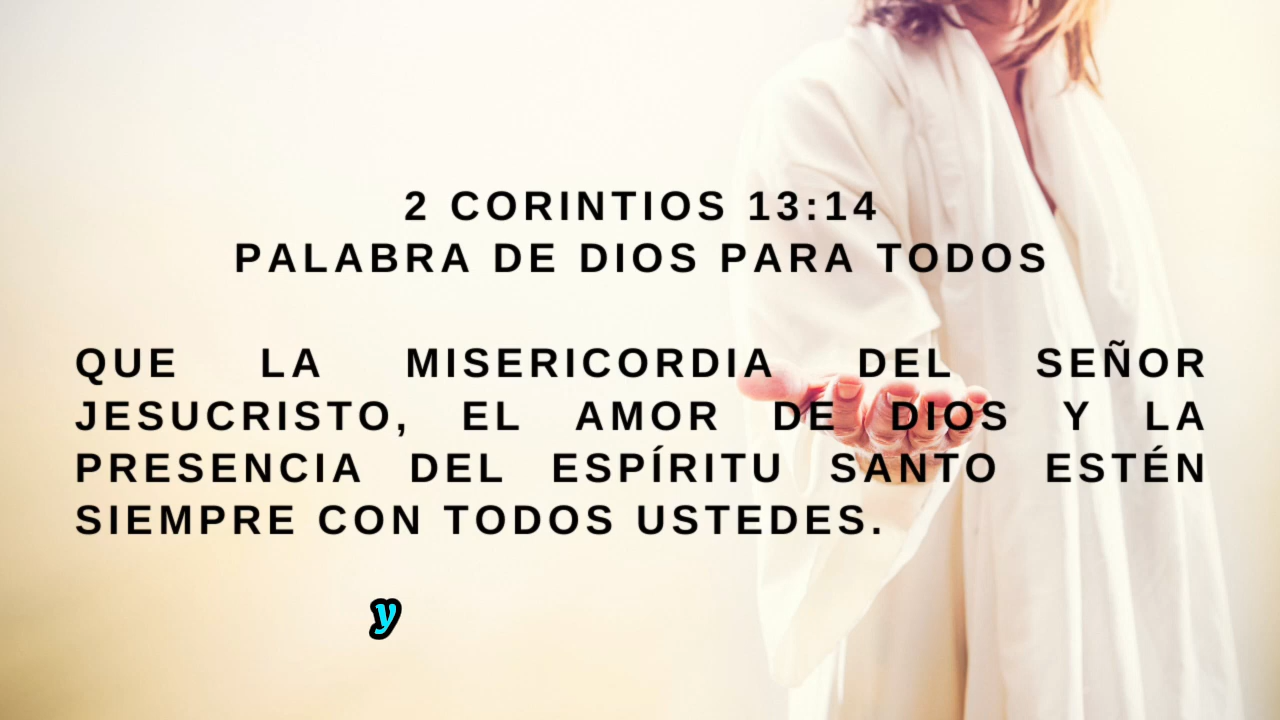 2 CORINTIOS 13:14
PALABRA DE DIOS PARA TODOS
QUE LA MISERICORDIA DEL SEÑOR
JESUCRISTO, EL AMOR DE DIOS Y LA
PRESENCIA DEL ESPÍRITU SANTO ESTÉN
SIEMPRE CON TODOS USTEDES.
y